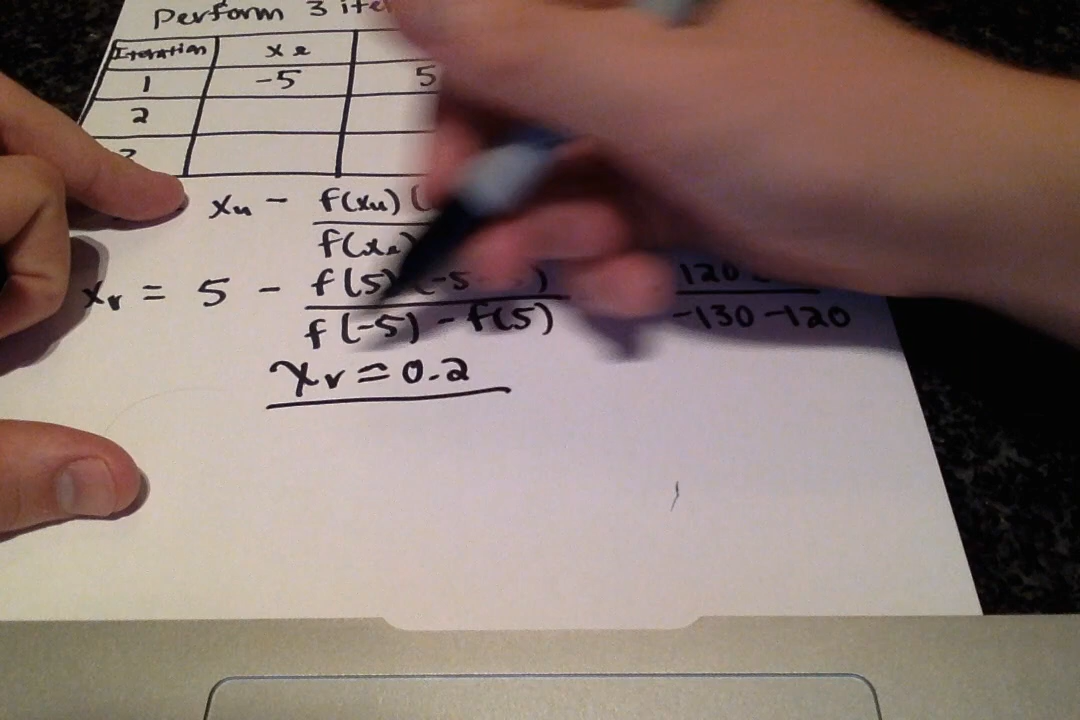 Perform 3
Iteration xℓ
1 -5 5
2
xu - f(xu) (
f(xℓ)
xr = 5 - f(5) (-5 )
f(-5) - f(5)
120
-130 -120
xr = 0.2